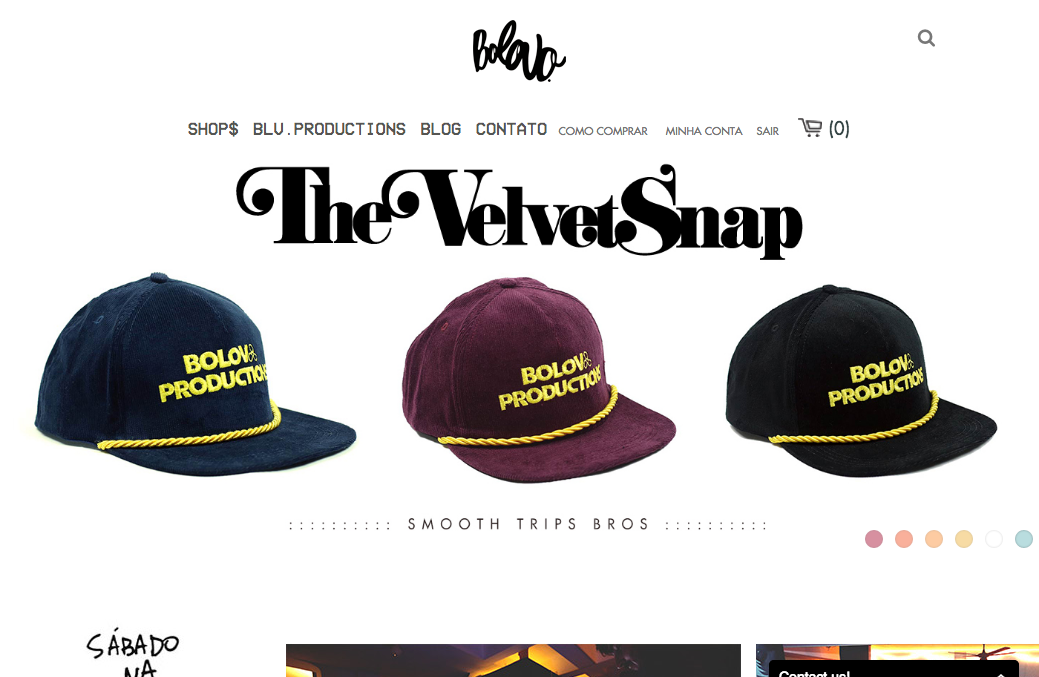 Bolovo.
SHOP$ BLV.PRODUCTIONS BLOG CONTATO COMO COMPRAR MINHA CONTA SAIR (0)
The Velvet Snap
BOLOVO
PRODUCTIONS
BOLOVO
PRODUCTIONS
BOLOVO
PRODUCTIONS
:::::::::: SMOOTH TRIPS BROS ::::::::::
SÁBADO
NA
Contact us!